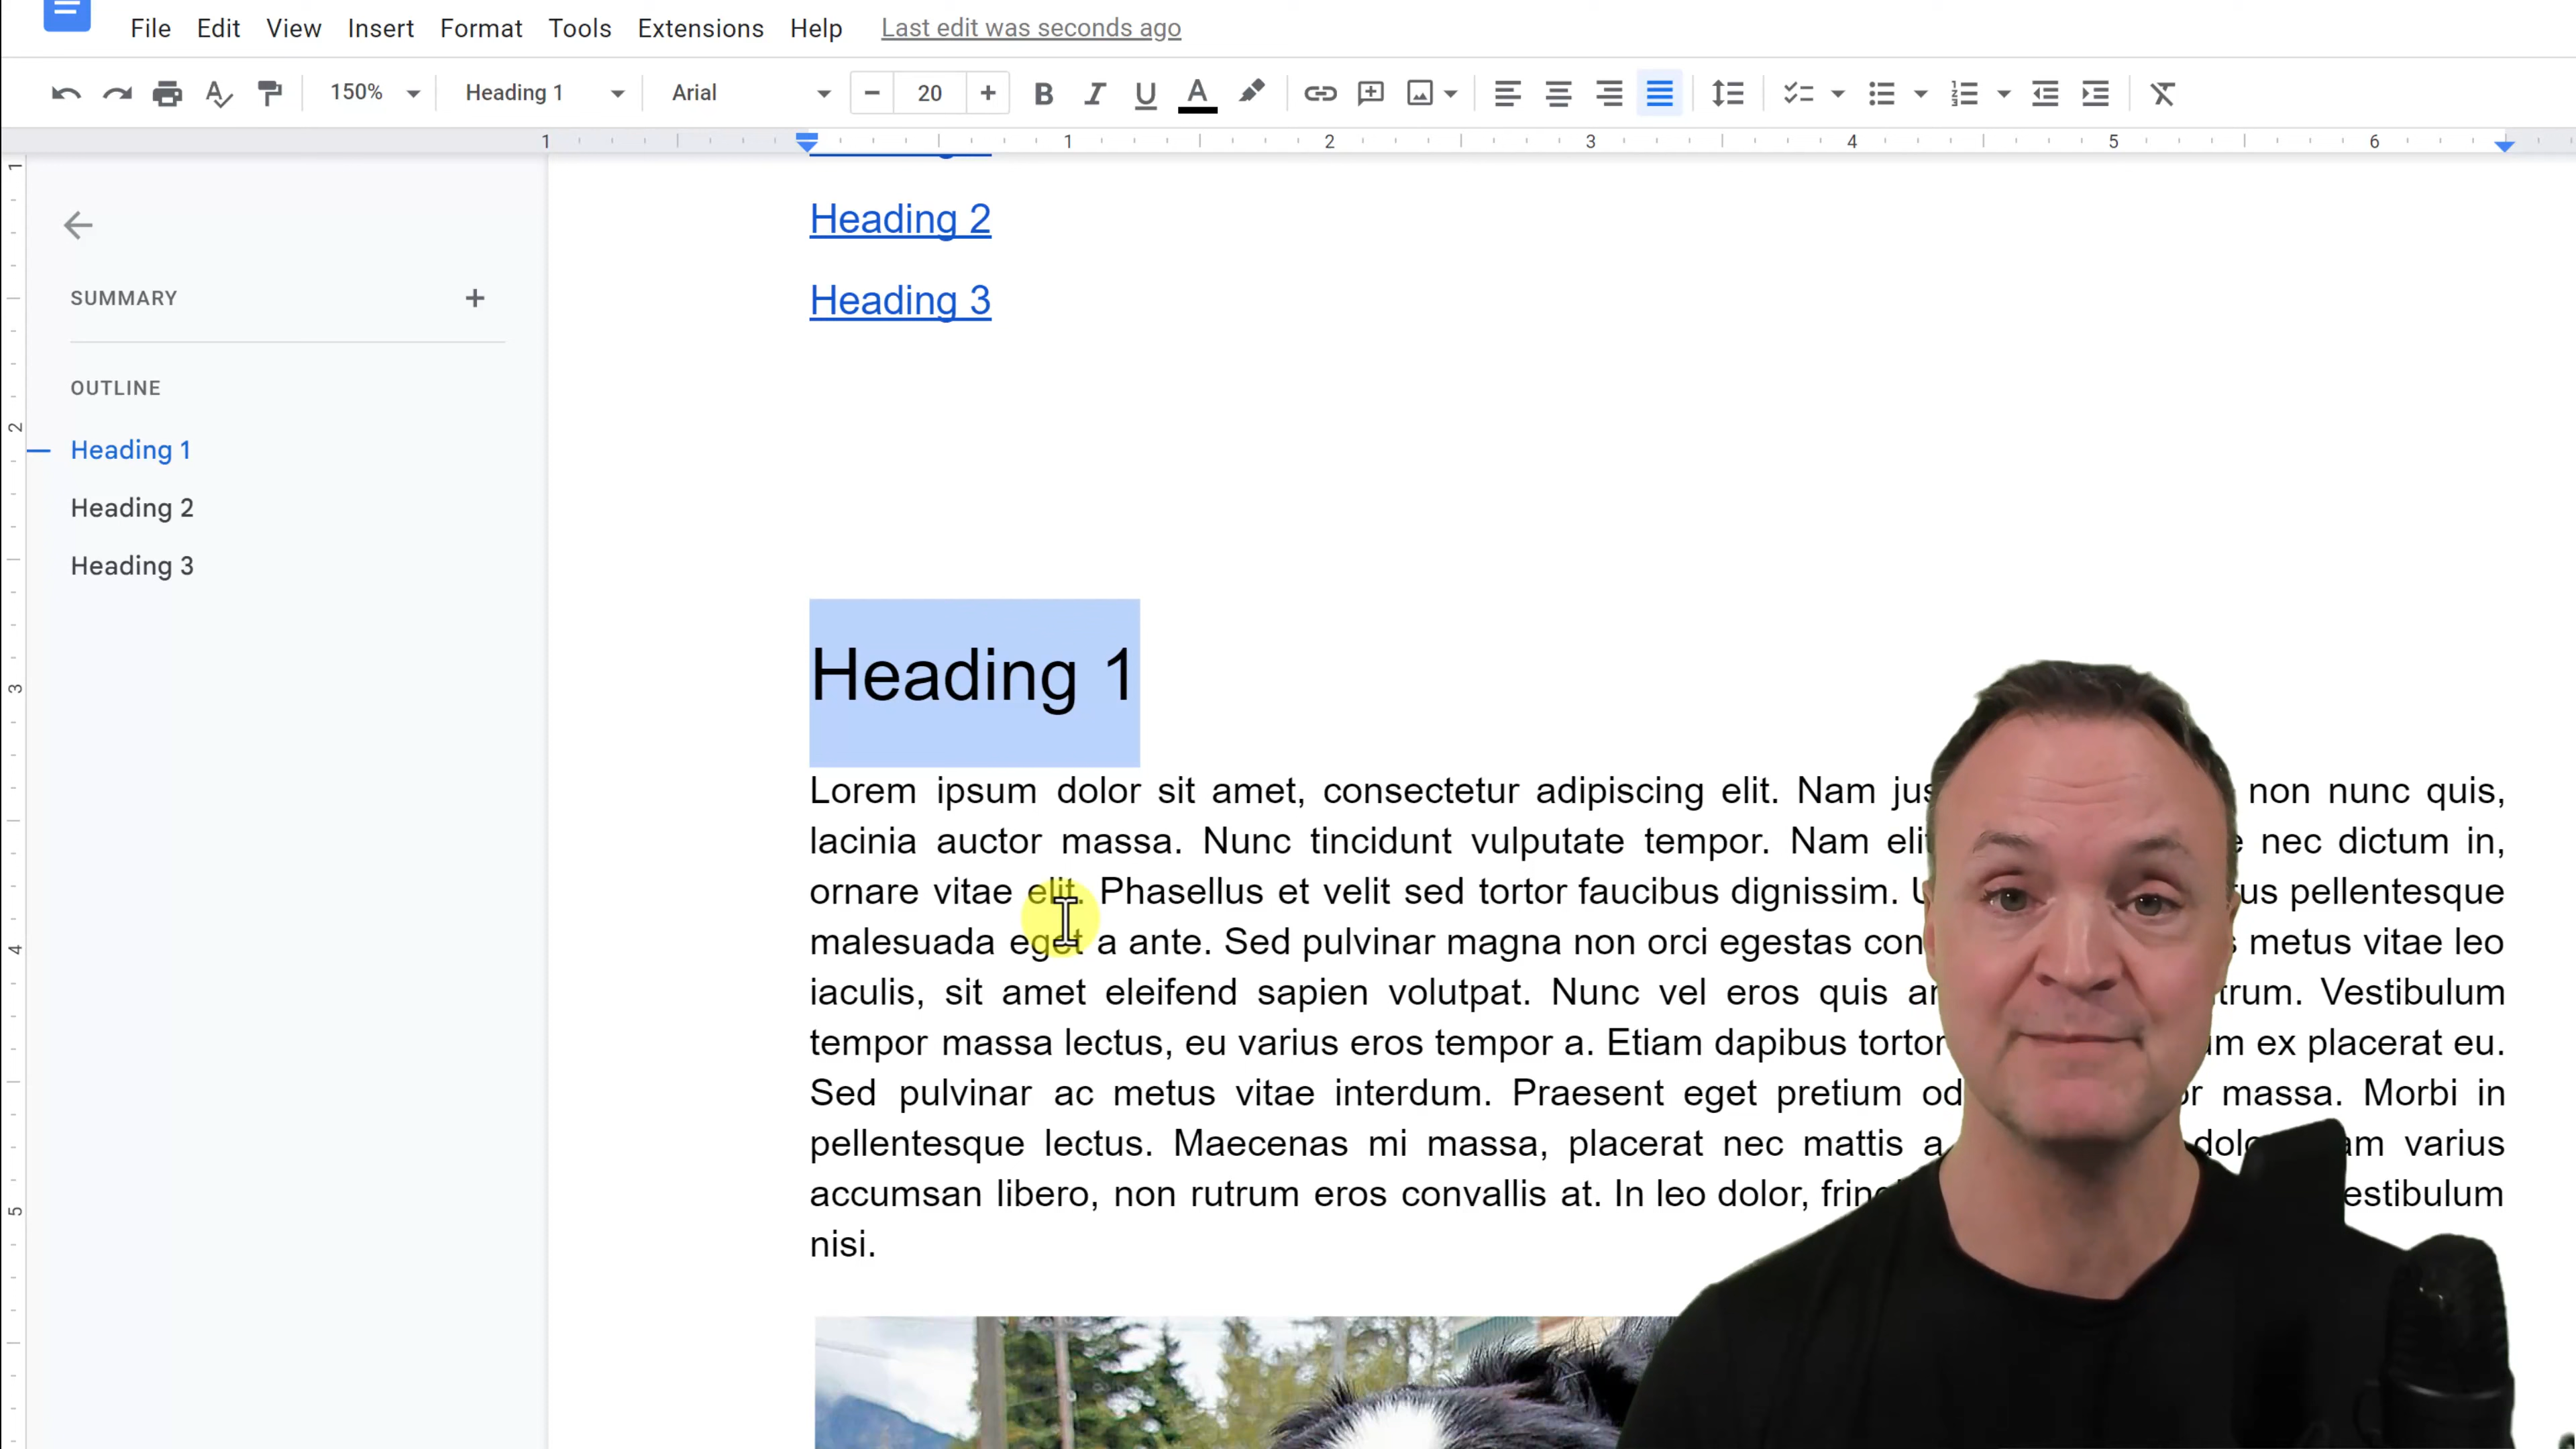 File Edit View Insert Format Tools Extensions Help Last edit was seconds ago
150% Heading 1 Arial 20
1 1 2 3 4 5 6
1
2
3
4
5
SUMMARY
OUTLINE
Heading 1
Heading 2
Heading 3
Heading 2
Heading 3
Heading 1
Lorem ipsum dolor sit amet, consectetur adipiscing elit. Nam non nunc quis,
lacinia auctor massa. Nunc tincidunt vulputate tempor. Nam nec dictum in,
ornare vitae elit. Phasellus et velit sed tortor faucibus dignissim. pellentesque
malesuada eget a ante. Sed pulvinar magna non orci egestas metus vitae leo
iaculis, sit amet eleifend sapien volutpat. Nunc vel eros quis Vestibulum
tempor massa lectus, eu varius eros tempor a. Etiam dapibus tortor ex placerat eu.
Sed pulvinar ac metus vitae interdum. Praesent eget pretium massa. Morbi in
pellentesque lectus. Maecenas mi massa, placerat nec mattis varius
accumsan libero, non rutrum eros convallis at. In leo dolor,
nisi.